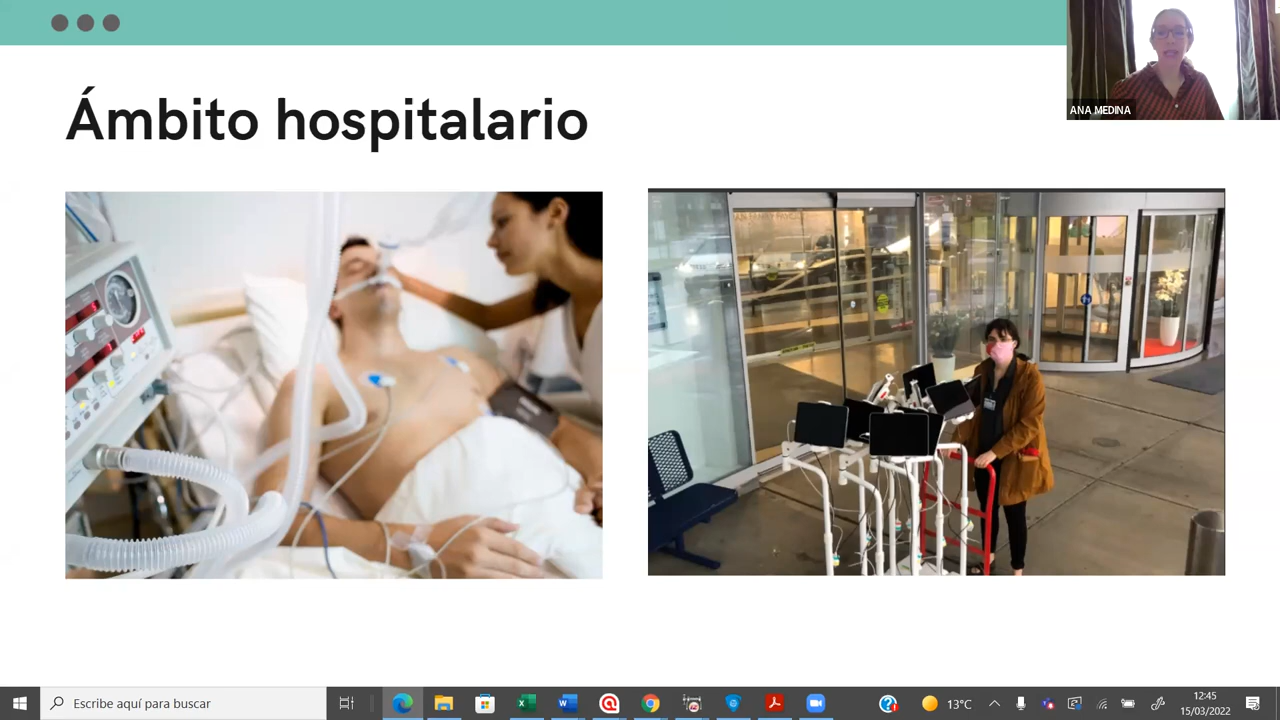 ANA MEDINA
Ámbito hospitalario
Escribe aquí para buscar
13°C
12:45
15/03/2022